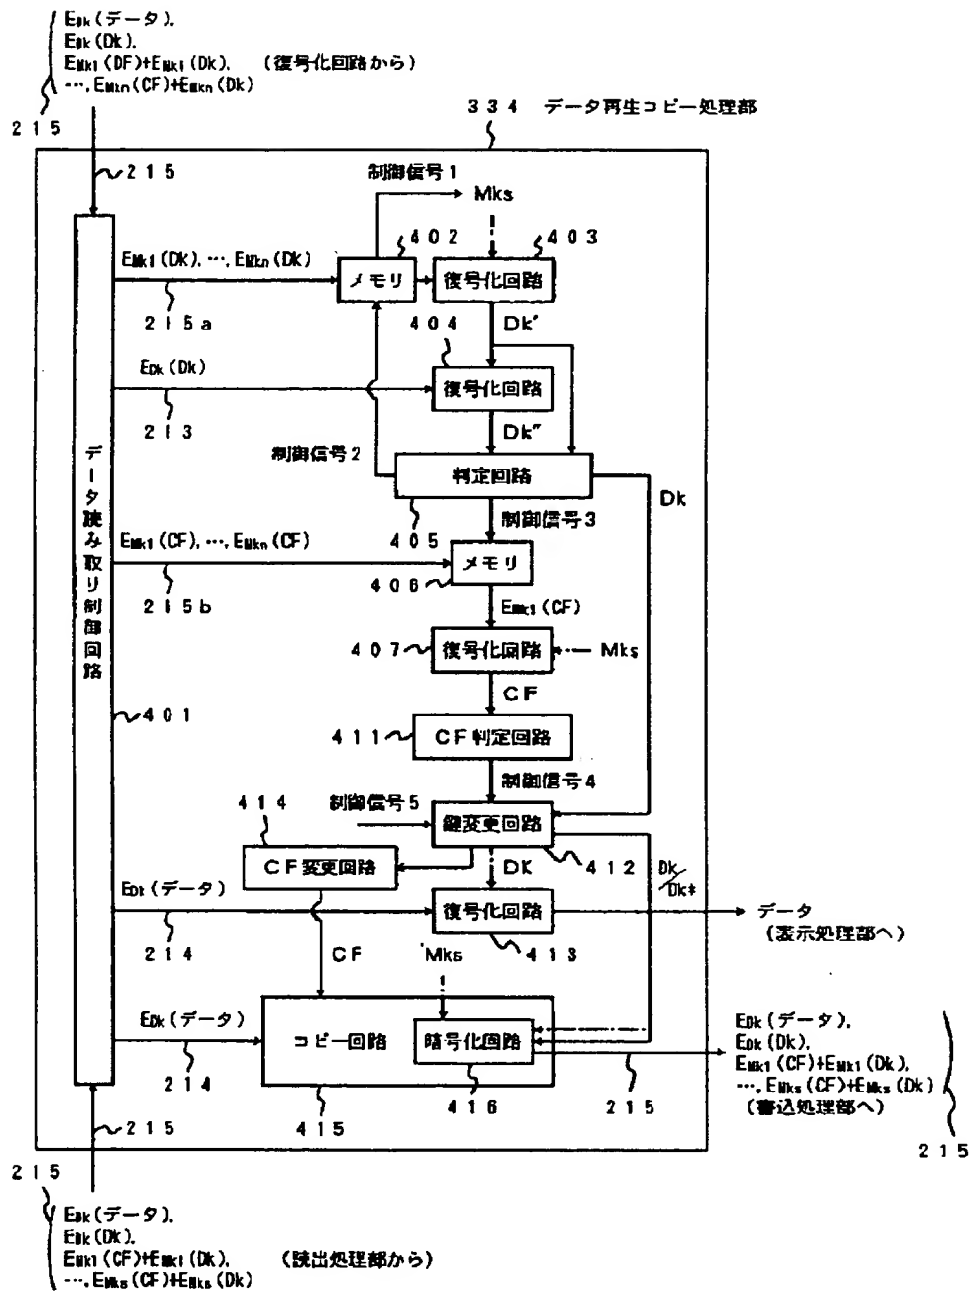 EDk(データ),
EDk(Dk),
EMk1(DF)+EMk1(Dk), (復号化回路から)
…,EMkn(CF)+EMkn(Dk)
215
334 データ再生コピー処理部
215
制御信号1
Mks
402
403
EMk1(Dk),…,EMkn(Dk)
メモリ
復号化回路
215a
404
Dk'
EDk(Dk)
復号化回路
213
Dk"
制御信号2
判定回路
Dk
405
制御信号3
EMk1(CF),…,EMkn(CF)
メモリ
406
215b
EMk1(CF)
407
復号化回路
Mks
データ読み取り制御回路
401
CF
411
CF判定回路
制御信号4
414
制御信号5
鍵変更回路
CF変更回路
DK
412
Dk/Dk*
EDk(データ)
復号化回路
データ
(表示処理部へ)
214
CF
'Mks
413
EDk(データ)
コピー回路
暗号化回路
EDk(データ),
EDk(Dk),
EMk1(CF)+EMk1(Dk),
…,EMks(CF)+EMks(Dk)
(書込処理部へ)
214
416
215
415
215
215
215
EDk(データ),
EDk(Dk),
EMk1(CF)+EMk1(Dk), (読出処理部から)
…,EMks(CF)+EMks(Dk)